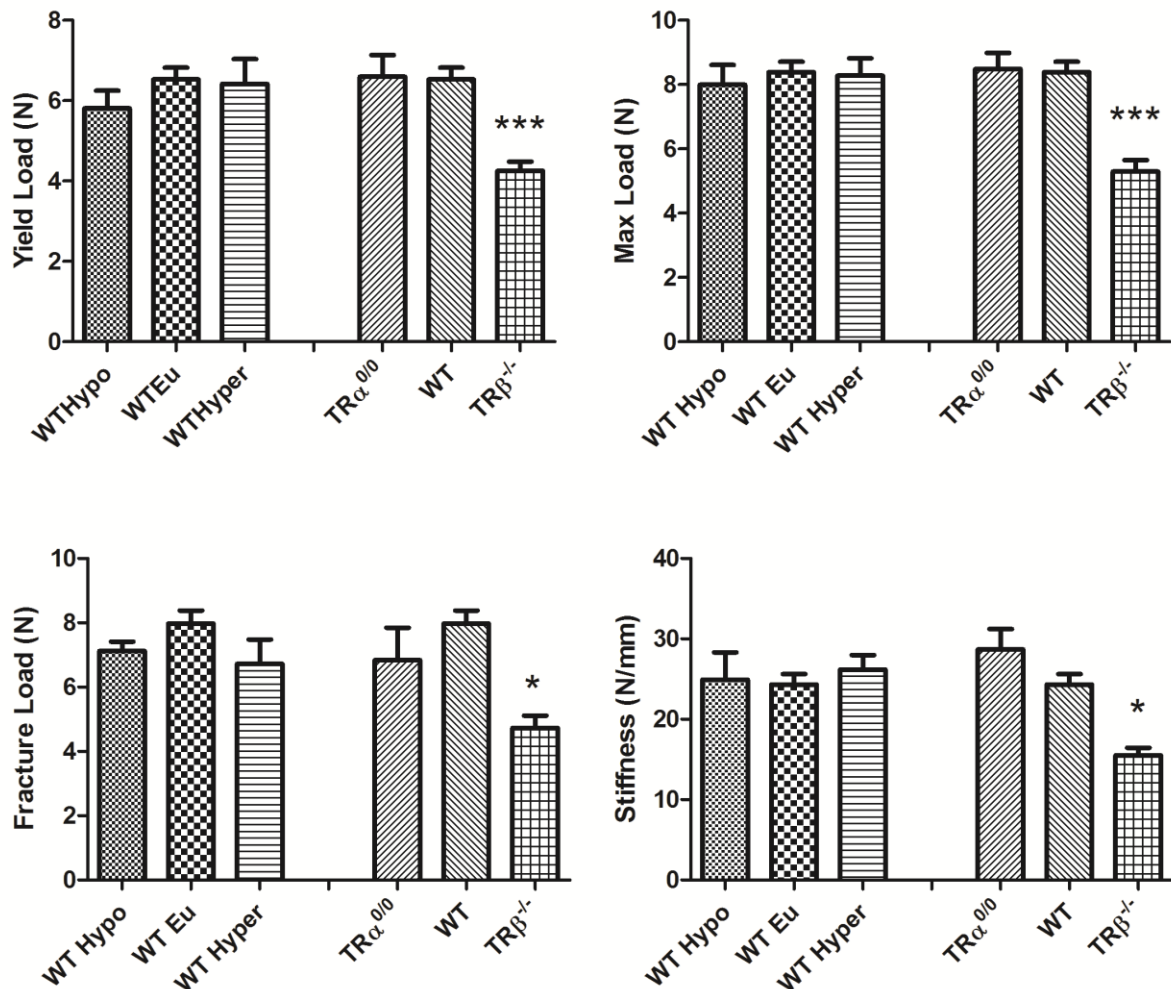 Yield Load (N)
8
6
4
2
0
***
WTHypo
WTEu
WTHyper
TRα0/0
WT
TRβ-/-
Max Load (N)
10
8
6
4
2
0
***
WT Hypo
WT Eu
WT Hyper
TRα0/0
WT
TRβ-/-
Fracture Load (N)
10
8
6
4
2
0
*
WT Hypo
WT Eu
WT Hyper
TRα0/0
WT
TRβ-/-
Stiffness (N/mm)
40
30
20
10
0
*
WT Hypo
WT Eu
WT Hyper
TRα0/0
WT
TRβ-/-